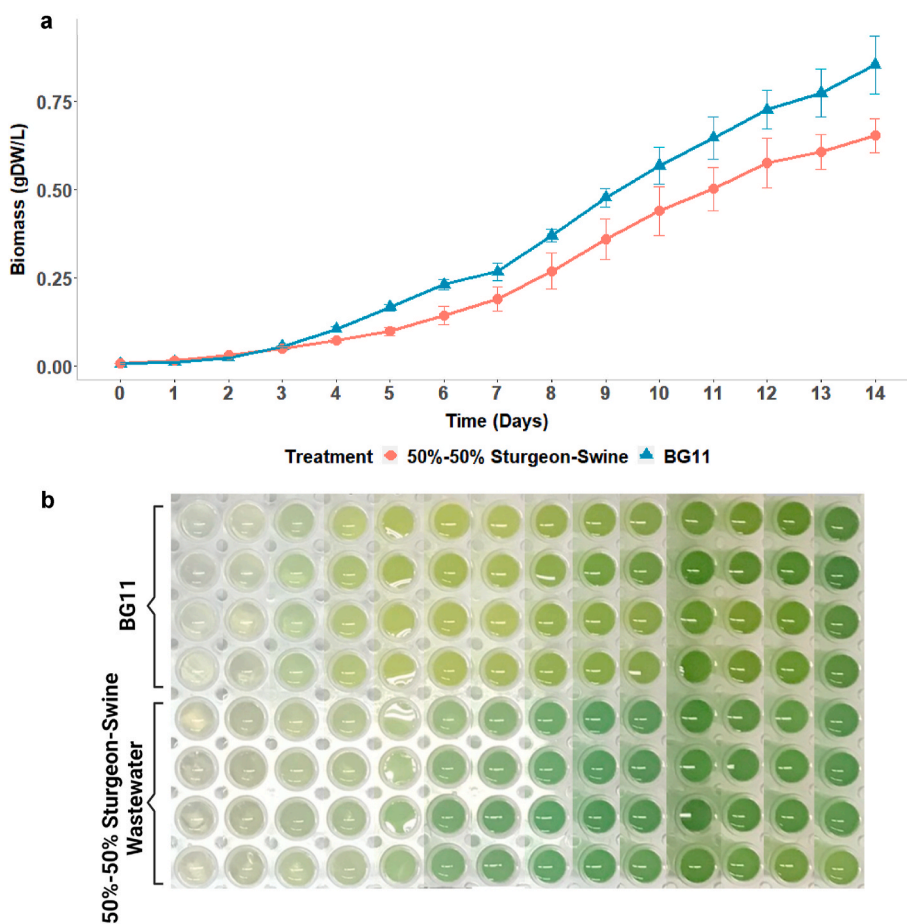 a
0.75
0.50
0.25
0.00
Biomass (gDW/L)
0 1 2 3 4 5 6 7 8 9 10 11 12 13 14
Time (Days)
Treatment 50%-50% Sturgeon-Swine BG11
b
BG11
50%-50% Sturgeon-Swine
Wastewater